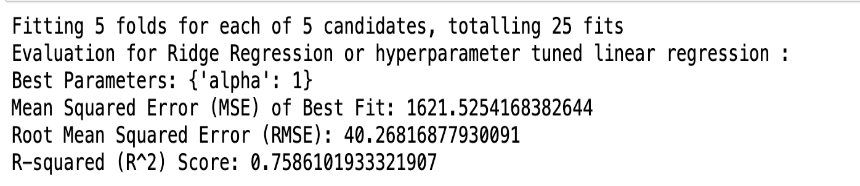 Fitting 5 folds for each of 5 candidates, totalling 25 fits
Evaluation for Ridge Regression or hyperparameter tuned linear regression :
Best Parameters: {'alpha': 1}
Mean Squared Error (MSE) of Best Fit: 1621.5254168382644
Root Mean Squared Error (RMSE): 40.26816877930091
R-squared (R^2) Score: 0.7586101933321907